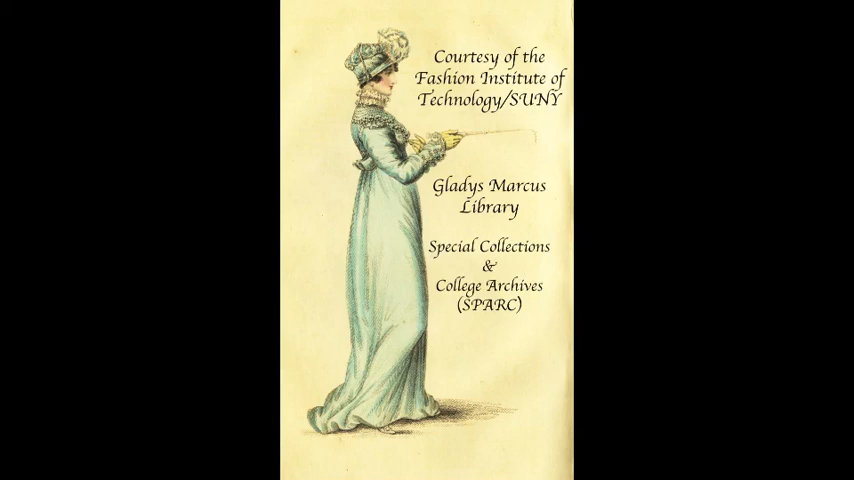 Courtesy of the
Fashion Institute of
Technology/SUNY
Gladys Marcus
Library
Special Collections
&
College Archives
(SPARC)